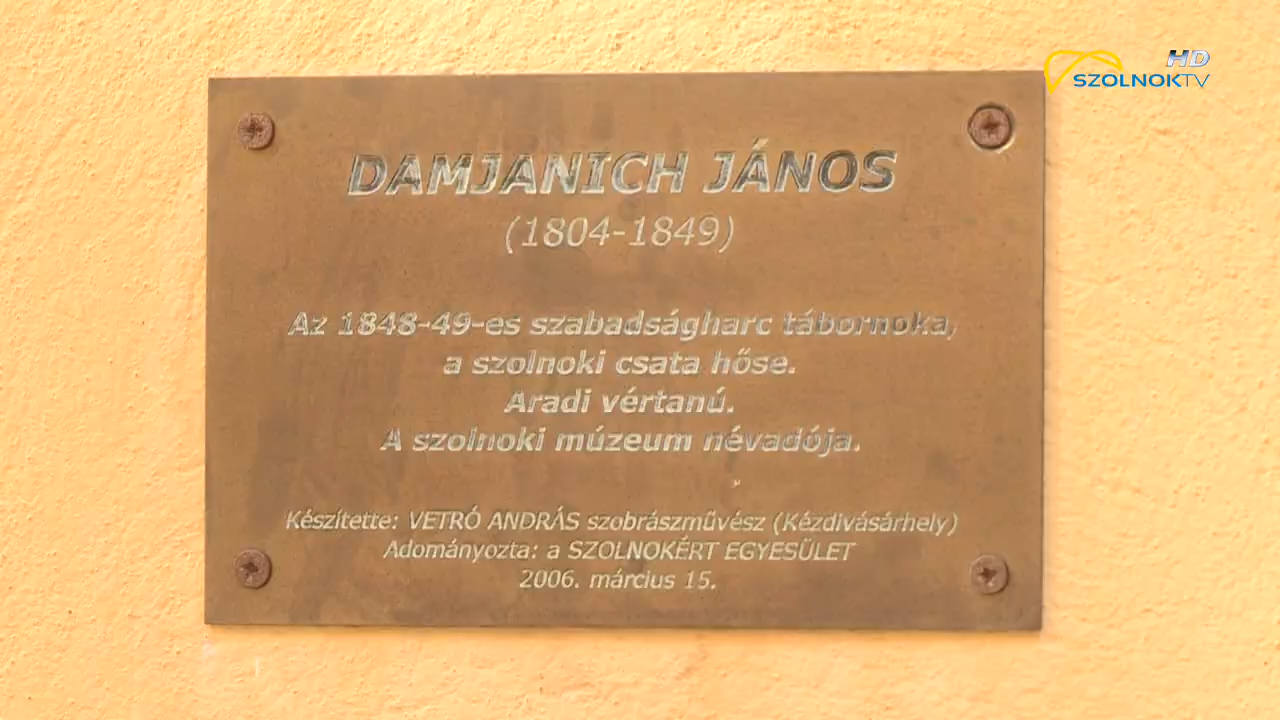 HD
SZOLNOKTV
DAMJANICH JÁNOS
(1804-1849)
Az 1848-49-es szabadságharc tábornoka,
a szolnoki csata hőse.
Aradi vértanú.
A szolnoki múzeum névadója.
Készítette: VETRÓ ANDRÁS szobrászművész (Kézdivásárhely)
Adományozta: a SZOLNOKÉRT EGYESÜLET
2006. március 15.